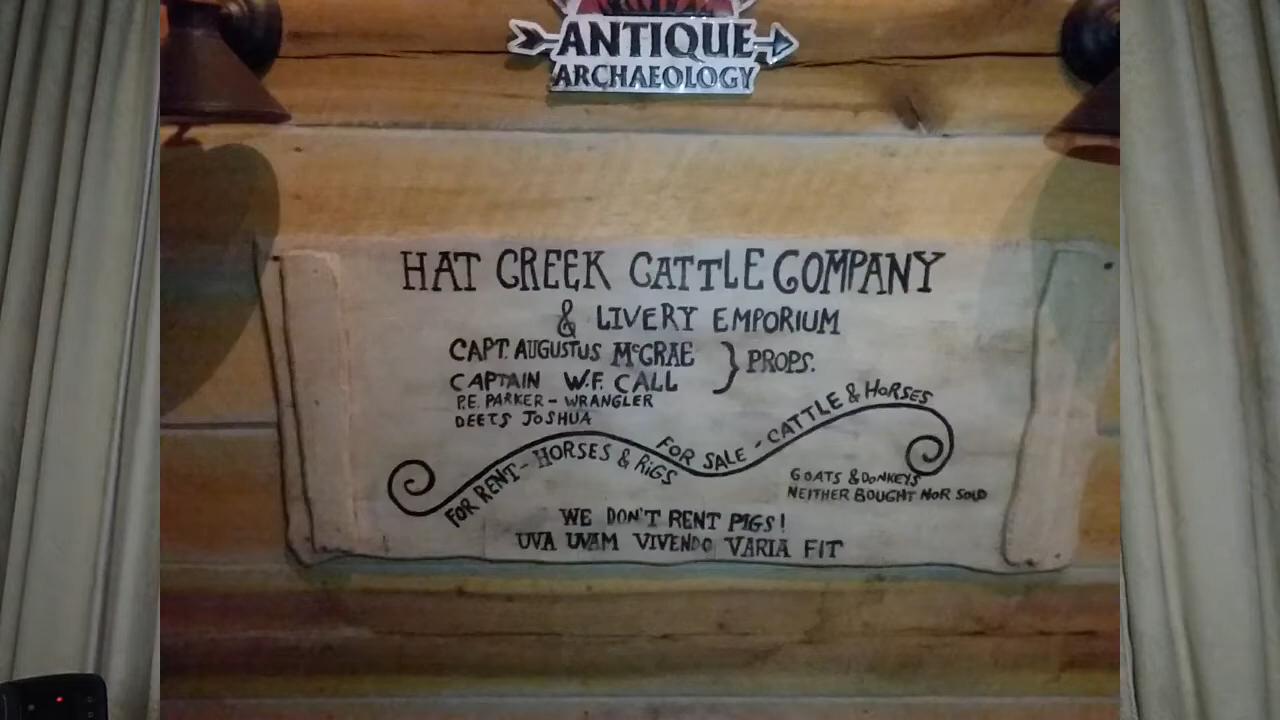 ANTIQUE
ARCHAEOLOGY
HAT CREEK CATTLE COMPANY
& LIVERY EMPORIUM
CAPT. AUGUSTUS McCRAE } PROPS.
CAPTAIN W.F. CALL
P.E. PARKER - WRANGLER
DEETS JOSHUA
FOR RENT - HORSES & RIGS
FOR SALE - CATTLE & HORSES
GOATS & DONKEYS
NEITHER BOUGHT NOR SOLD
WE DON'T RENT PIGS!
UVA UVAM VIVENDO VARIA FIT